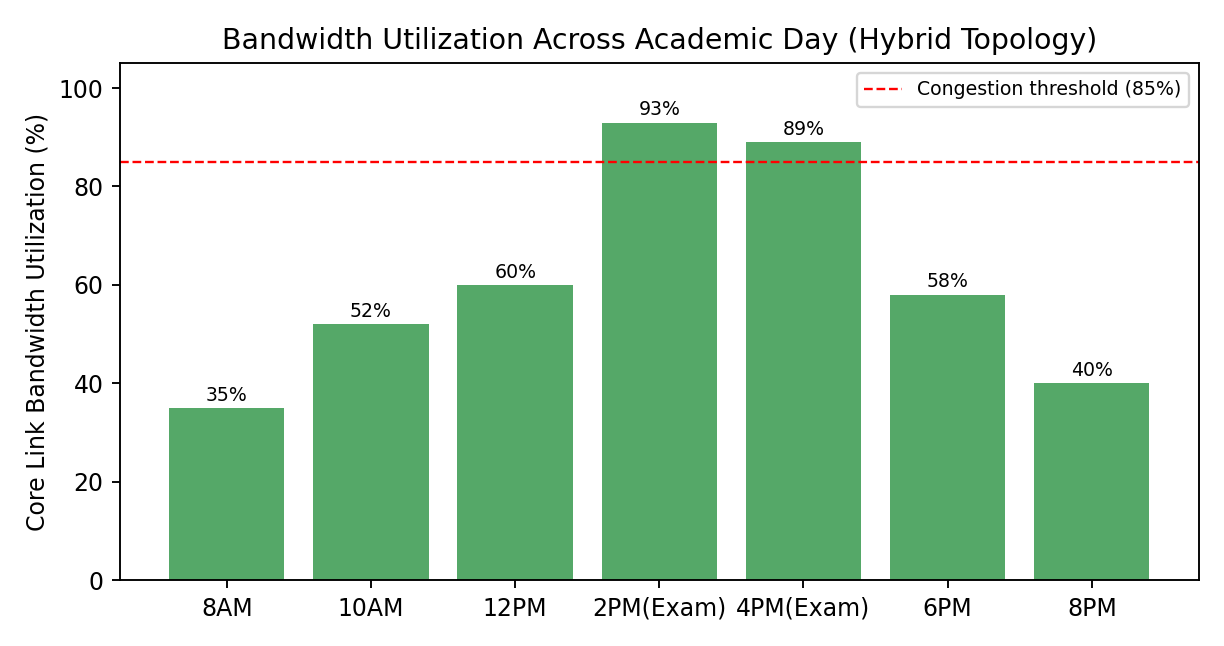 Bandwidth Utilization Across Academic Day (Hybrid Topology)
Core Link Bandwidth Utilization (%)
100
80
60
40
20
0
Congestion threshold (85%)
35%
52%
60%
93%
89%
58%
40%
8AM
10AM
12PM
2PM(Exam)
4PM(Exam)
6PM
8PM